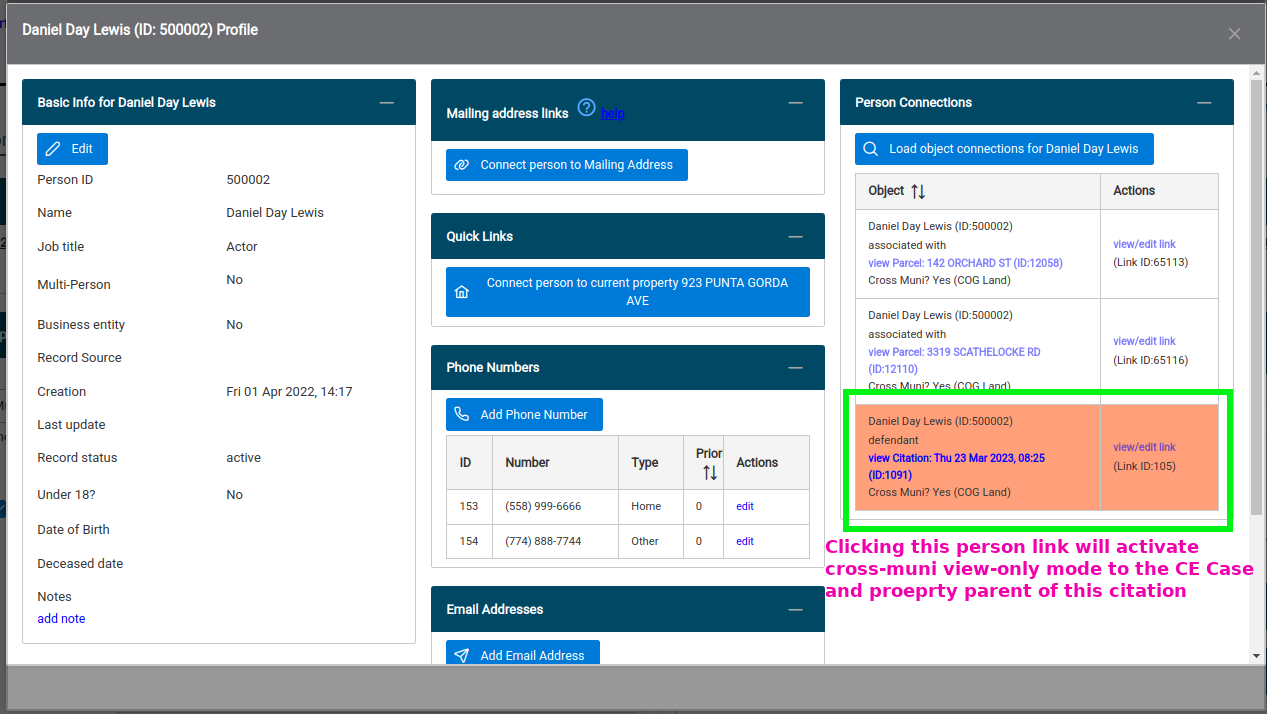 Daniel Day Lewis (ID: 500002) Profile
Basic Info for Daniel Day Lewis
Edit
Person ID 500002
Name Daniel Day Lewis
Job title Actor
Multi-Person No
Business entity No
Record Source
Creation Fri 01 Apr 2022, 14:17
Last update
Record status active
Under 18? No
Date of Birth
Deceased date
Notes
add note
Mailing address links ? help
Connect person to Mailing Address
Quick Links
Connect person to current property 923 PUNTA GORDA
AVE
Phone Numbers
Add Phone Number
ID Number Type Prior Actions
153 (558) 999-6666 Home 0 edit
154 (774) 888-7744 Other 0 edit
Email Addresses
Add Email Address
Person Connections
Load object connections for Daniel Day Lewis
Object Actions
Daniel Day Lewis (ID:500002)
associated with
view Parcel: 142 ORCHARD ST (ID:12058)
Cross Muni? Yes (COG Land)
view/edit link
(Link ID:65113)
Daniel Day Lewis (ID:500002)
associated with
view Parcel: 3319 SCATHELOCKE RD
(ID:12110)
Cross Muni? Yes (COG Land)
view/edit link
(Link ID:65116)
Daniel Day Lewis (ID:500002)
defendant
view Citation: Thu 23 Mar 2023, 08:25
(ID:1091)
Cross Muni? Yes (COG Land)
view/edit link
(Link ID:105)
Clicking this person link will activate
cross-muni view-only mode to the CE Case
and proeprty parent of this citation